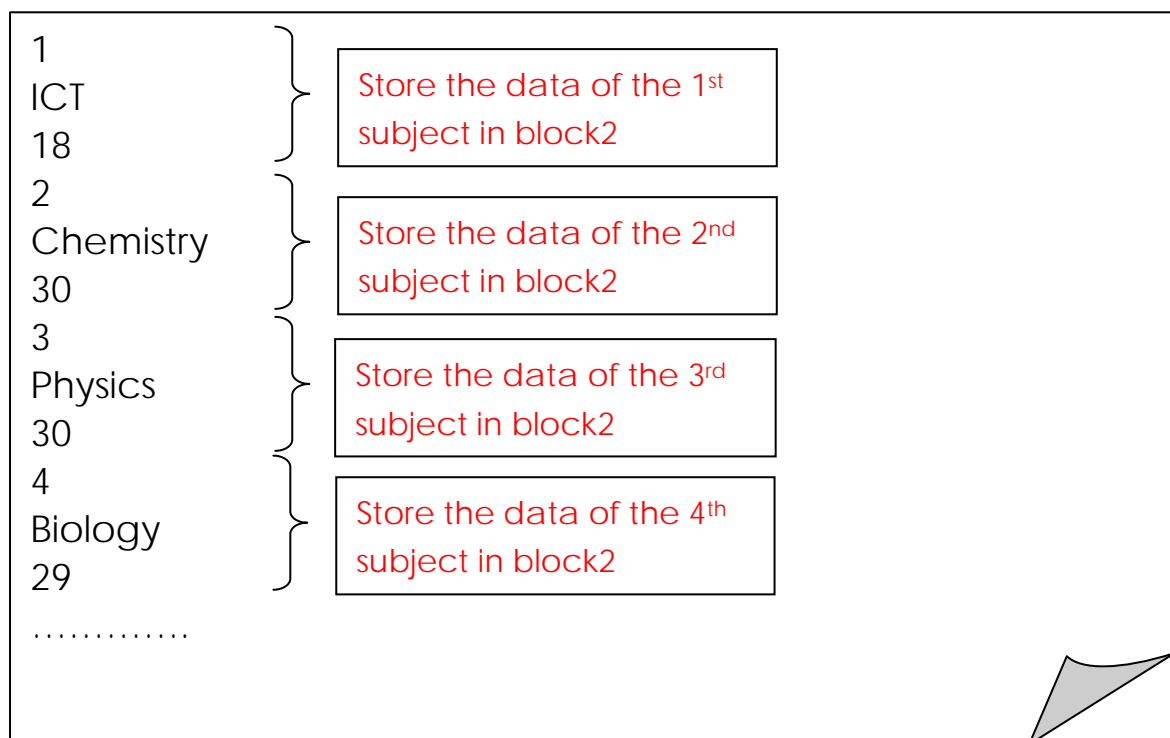 1
ICT
18
Store the data of the 1st
subject in block2
2
Chemistry
30
Store the data of the 2nd
subject in block2
3
Physics
30
Store the data of the 3rd
subject in block2
4
Biology
29
Store the data of the 4th
subject in block2
.............